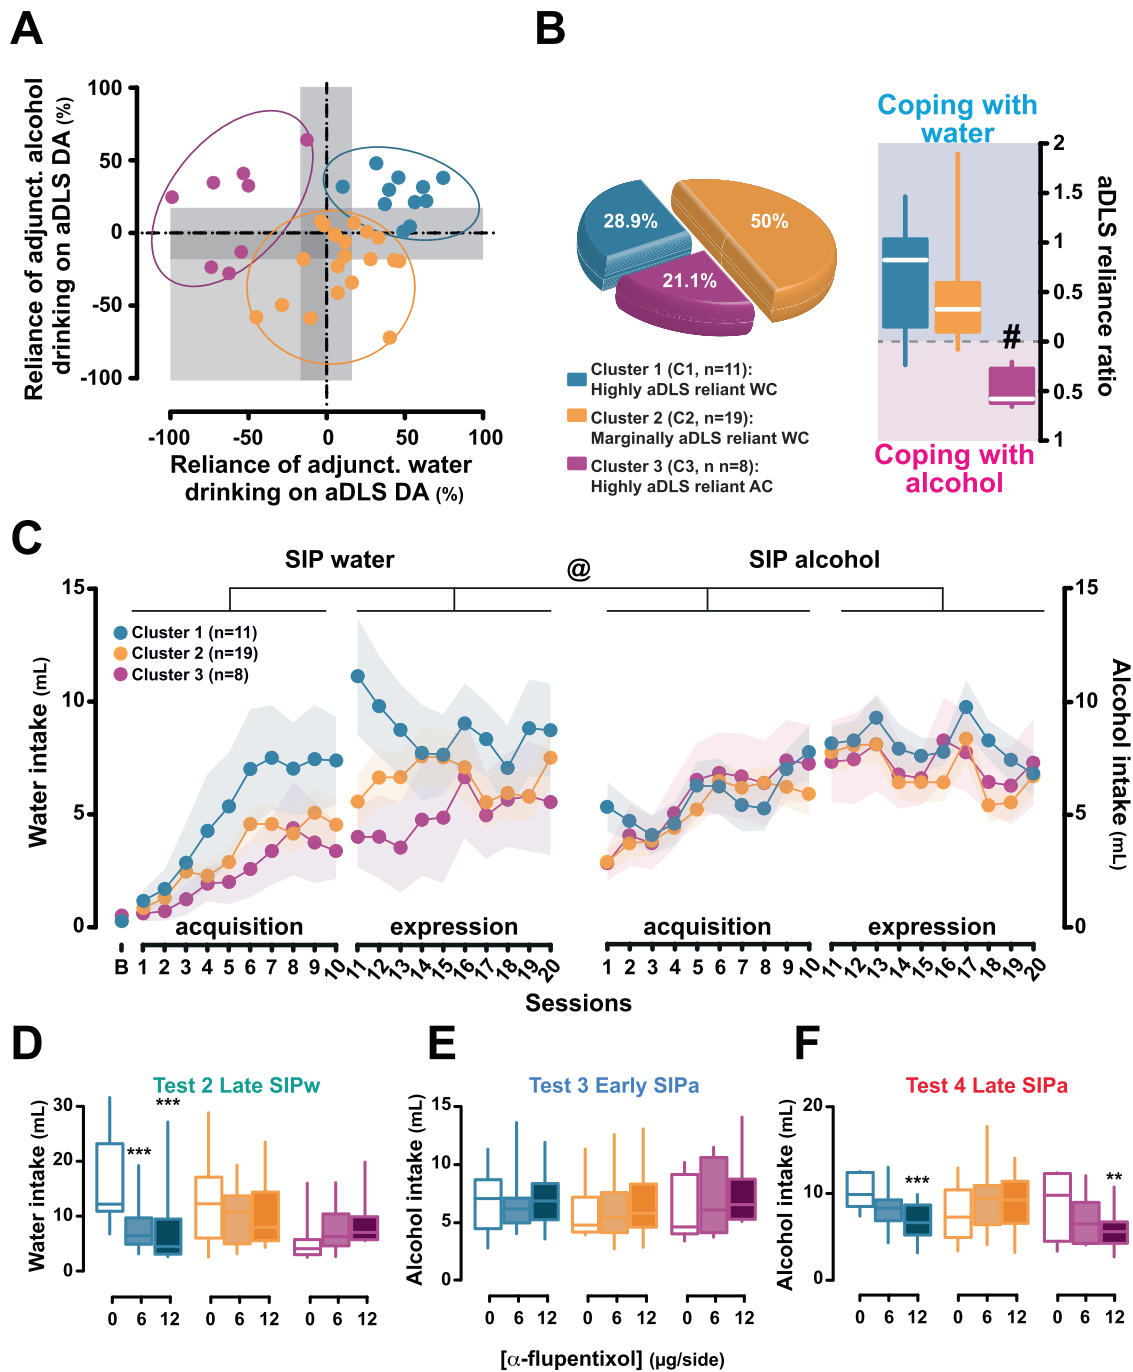 A
Reliance of adjunct. alcohol
drinking on aDLS DA (%)
100
50
0
-50
-100
-100 -50 0 50 100
Reliance of adjunct. water
drinking on aDLS DA (%)
B
28.9%
50%
21.1%
Cluster 1 (C1, n=11):
Highly aDLS reliant WC
Cluster 2 (C2, n=19):
Marginally aDLS reliant WC
Cluster 3 (C3, n n=8):
Highly aDLS reliant AC
Coping with
water
2
1.5
1
0.5
0
0.5
1
#
aDLS reliance ratio
Coping with
alcohol
C
SIP water @ SIP alcohol
15
10
5
0
Water intake (mL)
Cluster 1 (n=11)
Cluster 2 (n=19)
Cluster 3 (n=8)
15
10
5
0
Alcohol intake (mL)
acquisition expression acquisition expression
B 1 2 3 4 5 6 7 8 9 10 11 12 13 14 15 16 17 18 19 20 1 2 3 4 5 6 7 8 9 10 11 12 13 14 15 16 17 18 19 20
Sessions
D
Test 2 Late SIPw
Water intake (mL)
30
20
10
0
*** ***
0 6 12 0 6 12 0 6 12
E
Test 3 Early SIPa
Alcohol intake (mL)
15
10
5
0
0 6 12 0 6 12 0 6 12
F
Test 4 Late SIPa
Alcohol intake (mL)
20
10
0
*** **
0 6 12 0 6 12 0 6 12
[α-flupentixol] (µg/side)